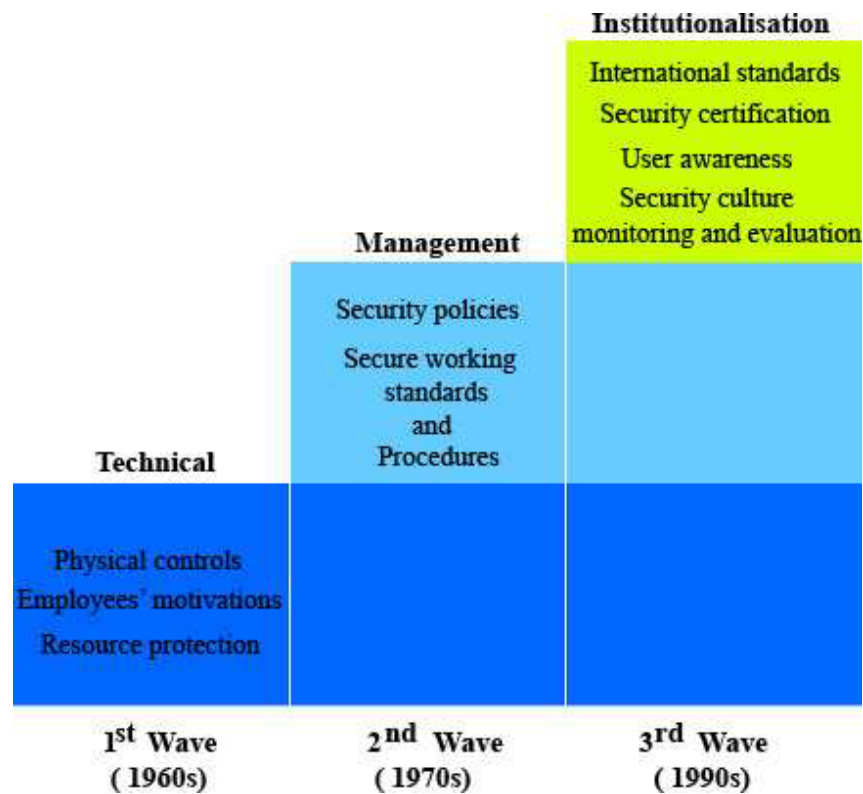 Institutionalisation
International standards
Security certification
User awareness
Security culture
monitoring and evaluation
Management
Security policies
Secure working
standards
and
Procedures
Technical
Physical controls
Employees’ motivations
Resource protection
1st Wave
( 1960s)
2nd Wave
( 1970s)
3rd Wave
( 1990s)